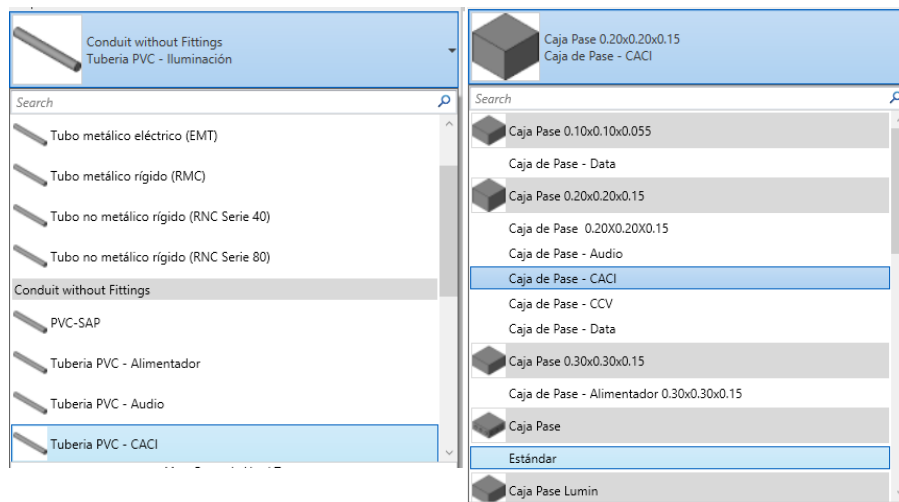 Conduit without Fittings
Tuberia PVC - Iluminación
Search
Tubo metálico eléctrico (EMT)
Tubo metálico rígido (RMC)
Tubo no metálico rígido (RNC Serie 40)
Tubo no metálico rígido (RNC Serie 80)
Conduit without Fittings
PVC-SAP
Tuberia PVC - Alimentador
Tuberia PVC - Audio
Tuberia PVC - CACI
Caja Pase 0.20x0.20x0.15
Caja de Pase - CACI
Search
Caja Pase 0.10x0.10x0.055
Caja de Pase - Data
Caja Pase 0.20x0.20x0.15
Caja de Pase 0.20X0.20X0.15
Caja de Pase - Audio
Caja de Pase - CACI
Caja de Pase - CCV
Caja de Pase - Data
Caja Pase 0.30x0.30x0.15
Caja de Pase - Alimentador 0.30x0.30x0.15
Caja Pase
Estándar
Caja Pase Lumin